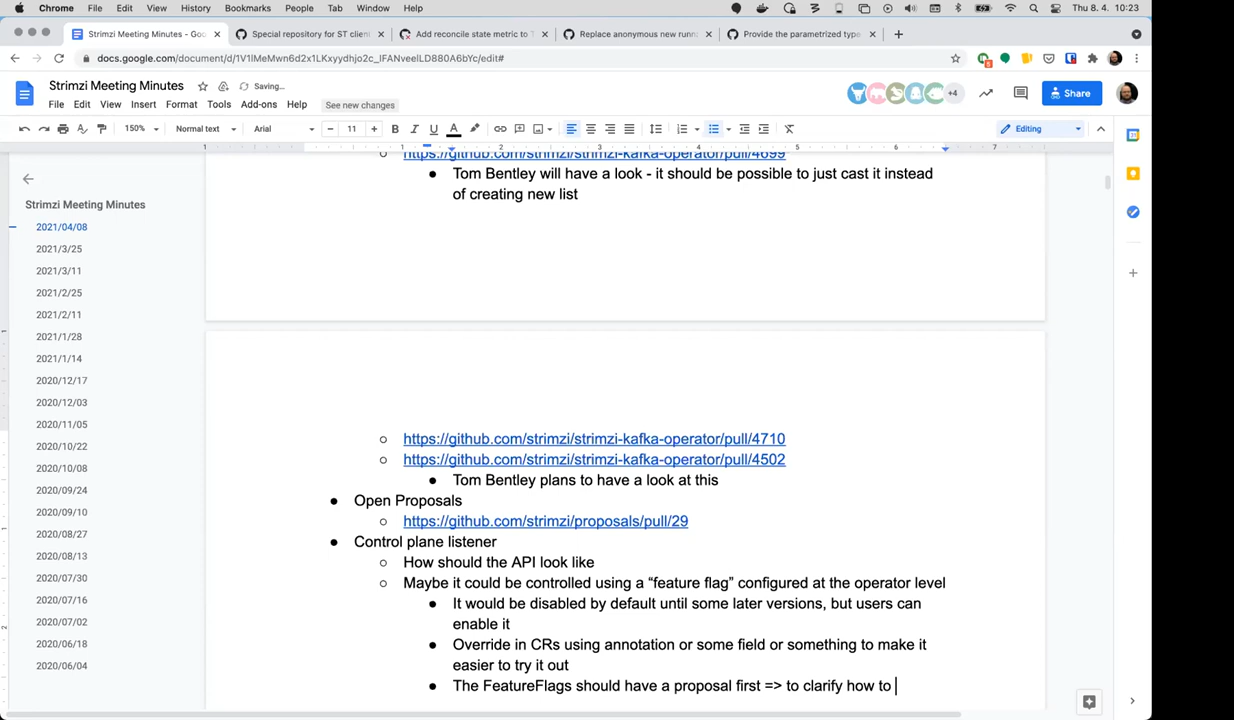 Chrome File Edit View History Bookmarks People Tab Window Help Thu 8. 4. 10:23
Strimzi Meeting Minutes - Goo Special repository for ST clien Add reconcile state metric to T Replace anonymous new runn Provide the parametrized type
docs.google.com/document/d/1V1lMeMwn6d2x1LKxyydhjo2c_IFANveelLD880A6bYc/edit#
Strimzi Meeting Minutes Saving...
File Edit View Insert Format Tools Add-ons Help See new changes
+4 Share
150% Normal text Arial 11 B I U A Editing
1 1 2 3 4 5 6 7
Strimzi Meeting Minutes
2021/04/08
2021/3/25
2021/3/11
2021/2/25
2021/2/11
2021/1/28
2021/1/14
2020/12/17
2020/12/03
2020/11/05
2020/10/22
2020/10/08
2020/09/24
2020/09/10
2020/08/27
2020/08/13
2020/07/30
2020/07/16
2020/07/02
2020/06/18
2020/06/04
https://github.com/strimzi/strimzi-kafka-operator/pull/4699
Tom Bentley will have a look - it should be possible to just cast it instead
of creating new list
https://github.com/strimzi/strimzi-kafka-operator/pull/4710
https://github.com/strimzi/strimzi-kafka-operator/pull/4502
Tom Bentley plans to have a look at this
Open Proposals
https://github.com/strimzi/proposals/pull/29
Control plane listener
How should the API look like
Maybe it could be controlled using a “feature flag” configured at the operator level
It would be disabled by default until some later versions, but users can
enable it
Override in CRs using annotation or some field or something to make it
easier to try it out
The FeatureFlags should have a proposal first => to clarify how to